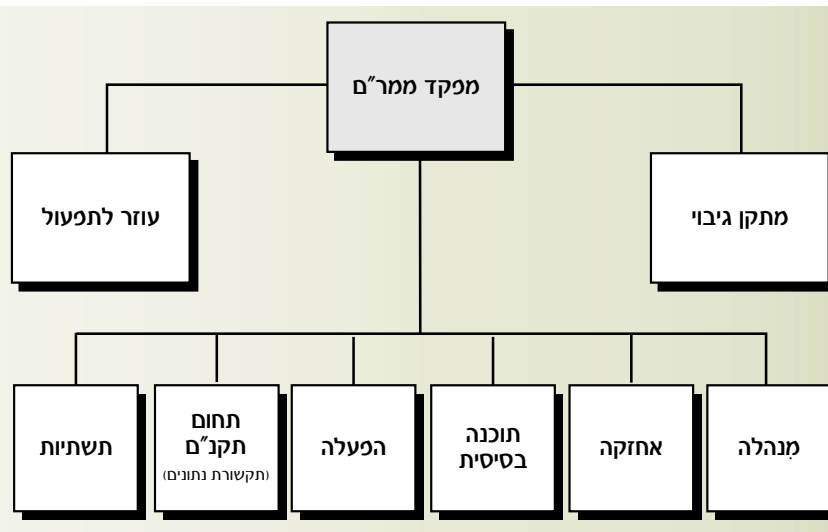 מפקד ממר״ם
מתקן גיבוי
עוזר לתפעול
מִנהלה
אחזקה
תוכנה
בסיסית
הפעלה
תחום
תקנ״ם
(תקשורת נתונים)
תשתיות